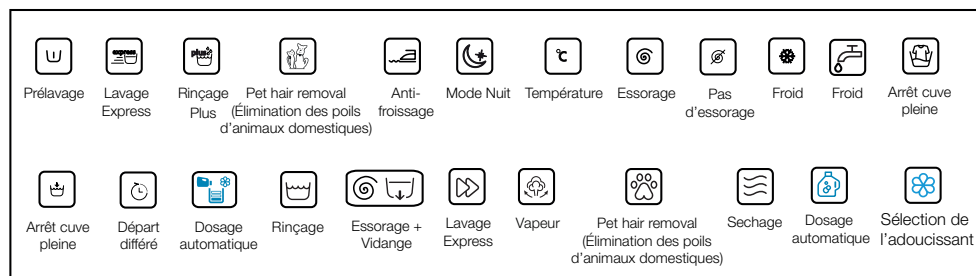 express
plus
°C
Prélavage
Lavage
Express
Rinçage
Plus
Pet hair removal
(Élimination des poils
d'animaux domestiques)
Anti-
froissage
Mode Nuit
Température
Essorage
Pas
d'essorage
Froid
Froid
Arrêt cuve
pleine
Arrêt cuve
pleine
Départ
différé
Dosage
automatique
Rinçage
Essorage +
Vidange
Lavage
Express
Vapeur
Pet hair removal
(Élimination des poils
d'animaux domestiques)
Sechage
Dosage
automatique
Sélection de
l'adoucissant